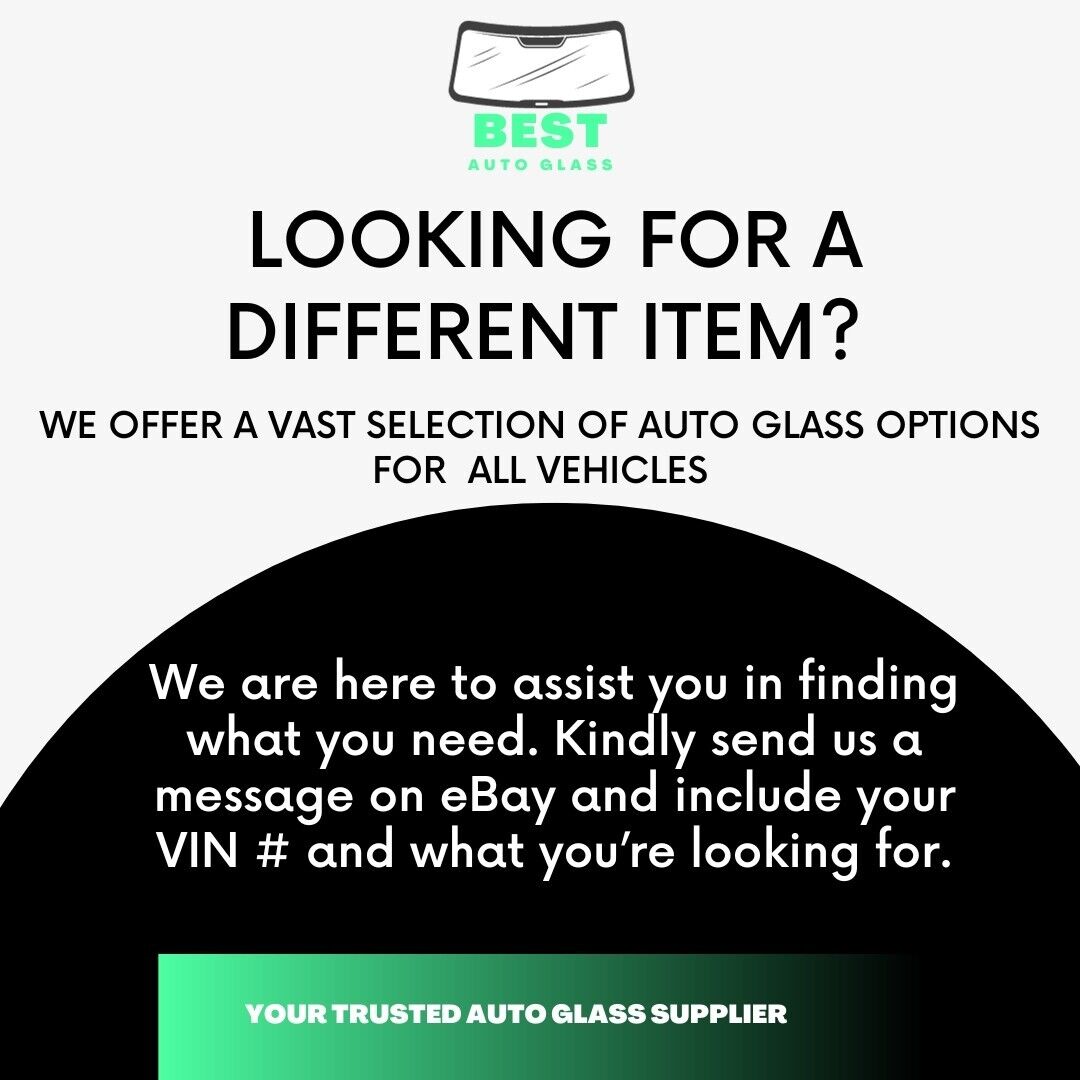 BEST
AUTO GLASS
LOOKING FOR A
DIFFERENT ITEM?
WE OFFER A VAST SELECTION OF AUTO GLASS OPTIONS
FOR ALL VEHICLES
We are here to assist you in finding
what you need. Kindly send us a
message on eBay and include your
VIN # and what you’re looking for.
YOUR TRUSTED AUTO GLASS SUPPLIER